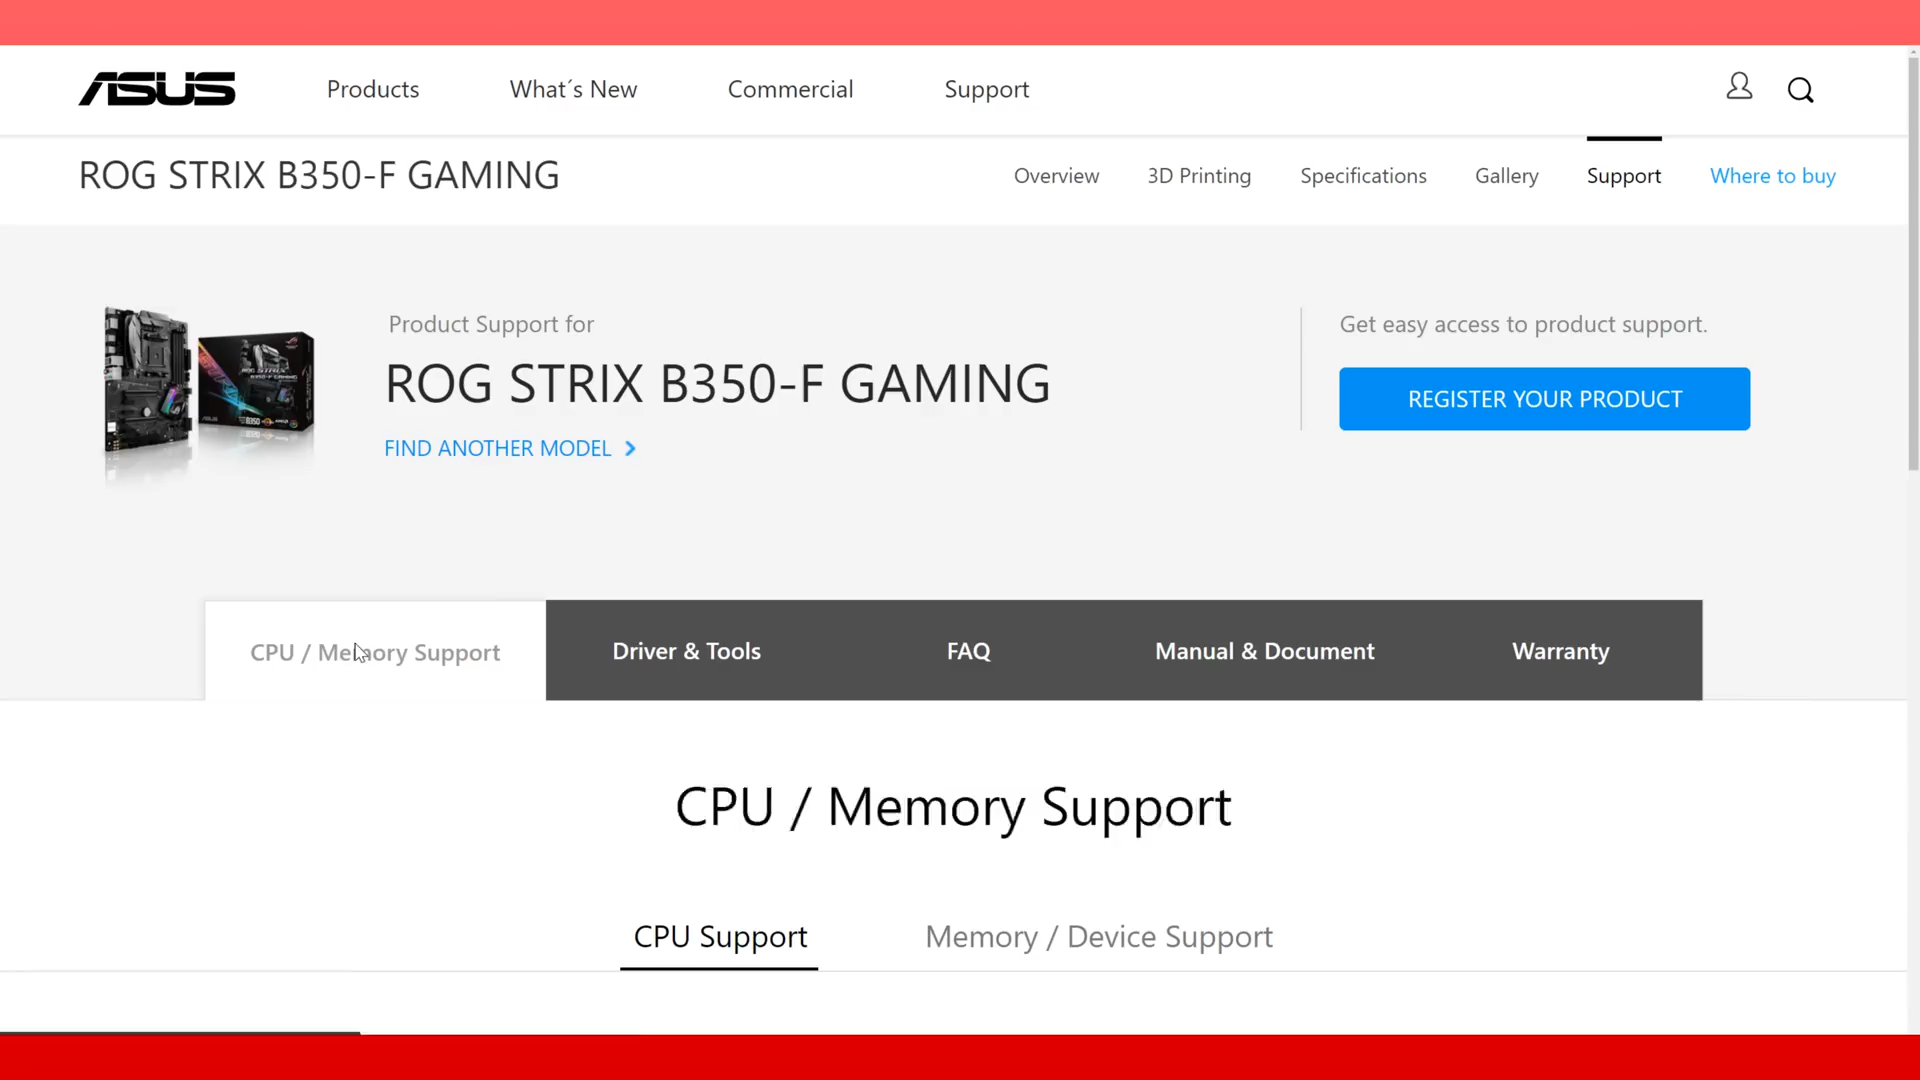 ASUS
Products
What´s New
Commercial
Support
ROG STRIX B350-F GAMING
Overview
3D Printing
Specifications
Gallery
Support
Where to buy
Product Support for
ROG STRIX B350-F GAMING
FIND ANOTHER MODEL
Get easy access to product support.
REGISTER YOUR PRODUCT
CPU / Memory Support
Driver & Tools
FAQ
Manual & Document
Warranty
CPU / Memory Support
CPU Support
Memory / Device Support